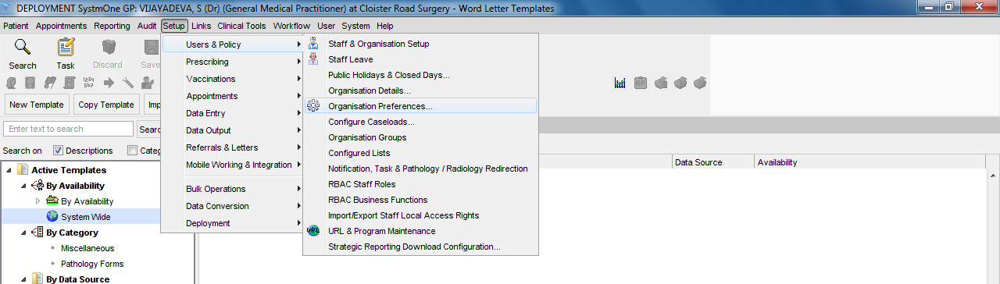 DEPLOYMENT SystmOne GP: VIJAYADEVA, S (Dr) (General Medical Practitioner) at Cloister Road Surgery - Word Letter Templates
Patient Appointments Reporting Audit Setup Links Clinical Tools Workflow User System Help
Search Task Discard Save
1234
567
GP
New Template Copy Template Imp
Enter text to search Searc
Search on Descriptions Categ
Active Templates
By Availability
By Availability
System Wide
By Category
Miscellaneous
Pathology Forms
By Data Source
Users & Policy
Prescribing
Vaccinations
Appointments
Data Entry
Data Output
Referrals & Letters
Mobile Working & Integration
Bulk Operations
Data Conversion
Deployment
Staff & Organisation Setup
Staff Leave
Public Holidays & Closed Days...
Organisation Details...
Organisation Preferences...
Configure Caseloads...
Organisation Groups
Configured Lists
Notification, Task & Pathology / Radiology Redirection
RBAC Staff Roles
RBAC Business Functions
Import/Export Staff Local Access Rights
URL URL & Program Maintenance
Strategic Reporting Download Configuration...
Data Source Availability